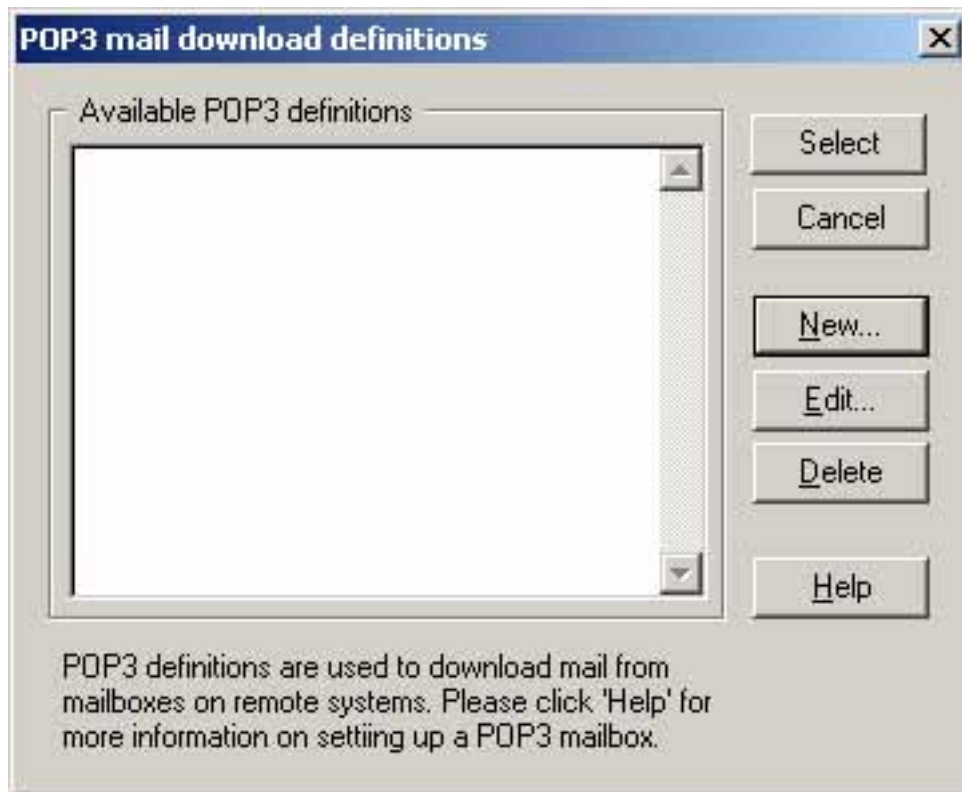 POP3 mail download definitions
Available POP3 definitions
Select
Cancel
New...
Edit...
Delete
Help
POP3 definitions are used to download mail from
mailboxes on remote systems. Please click 'Help' for
more information on settiing up a POP3 mailbox.